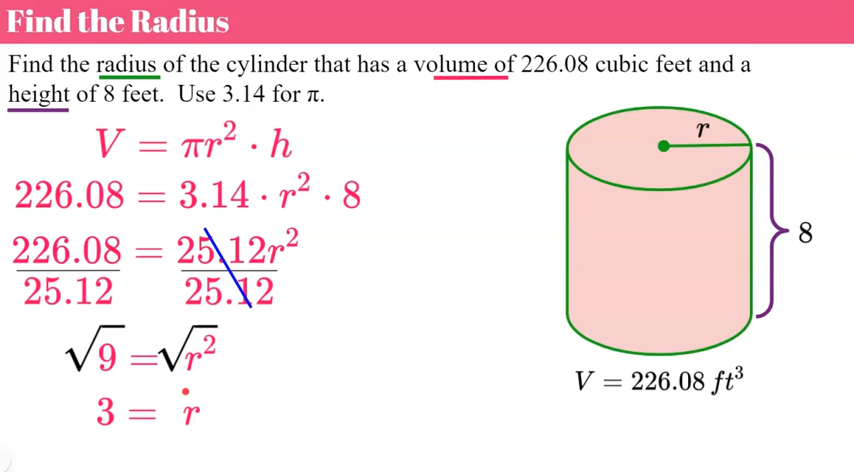 Find the Radius
Find the radius of the cylinder that has a volume of 226.08 cubic feet and a
height of 8 feet. Use 3.14 for π.
V = πr² · h
226.08 = 3.14 · r² · 8
226.08 = 25.12r²
25.12 25.12
√9 = √r²
3 = r
r
8
V = 226.08 ft³